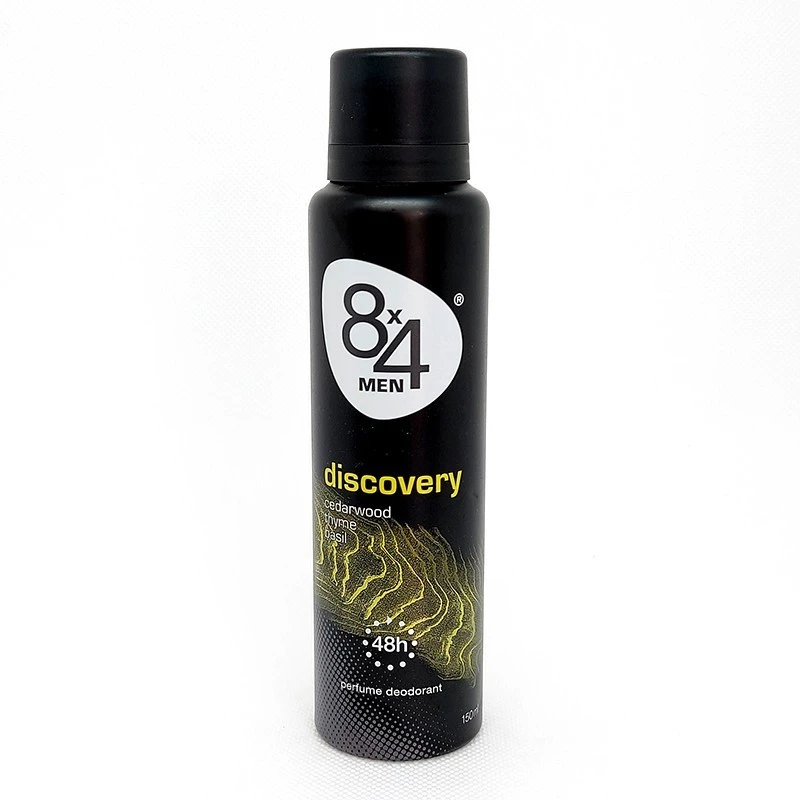 8x4
MEN
®
discovery
cedarwood
thyme
basil
48h
perfume deodorant
150ml